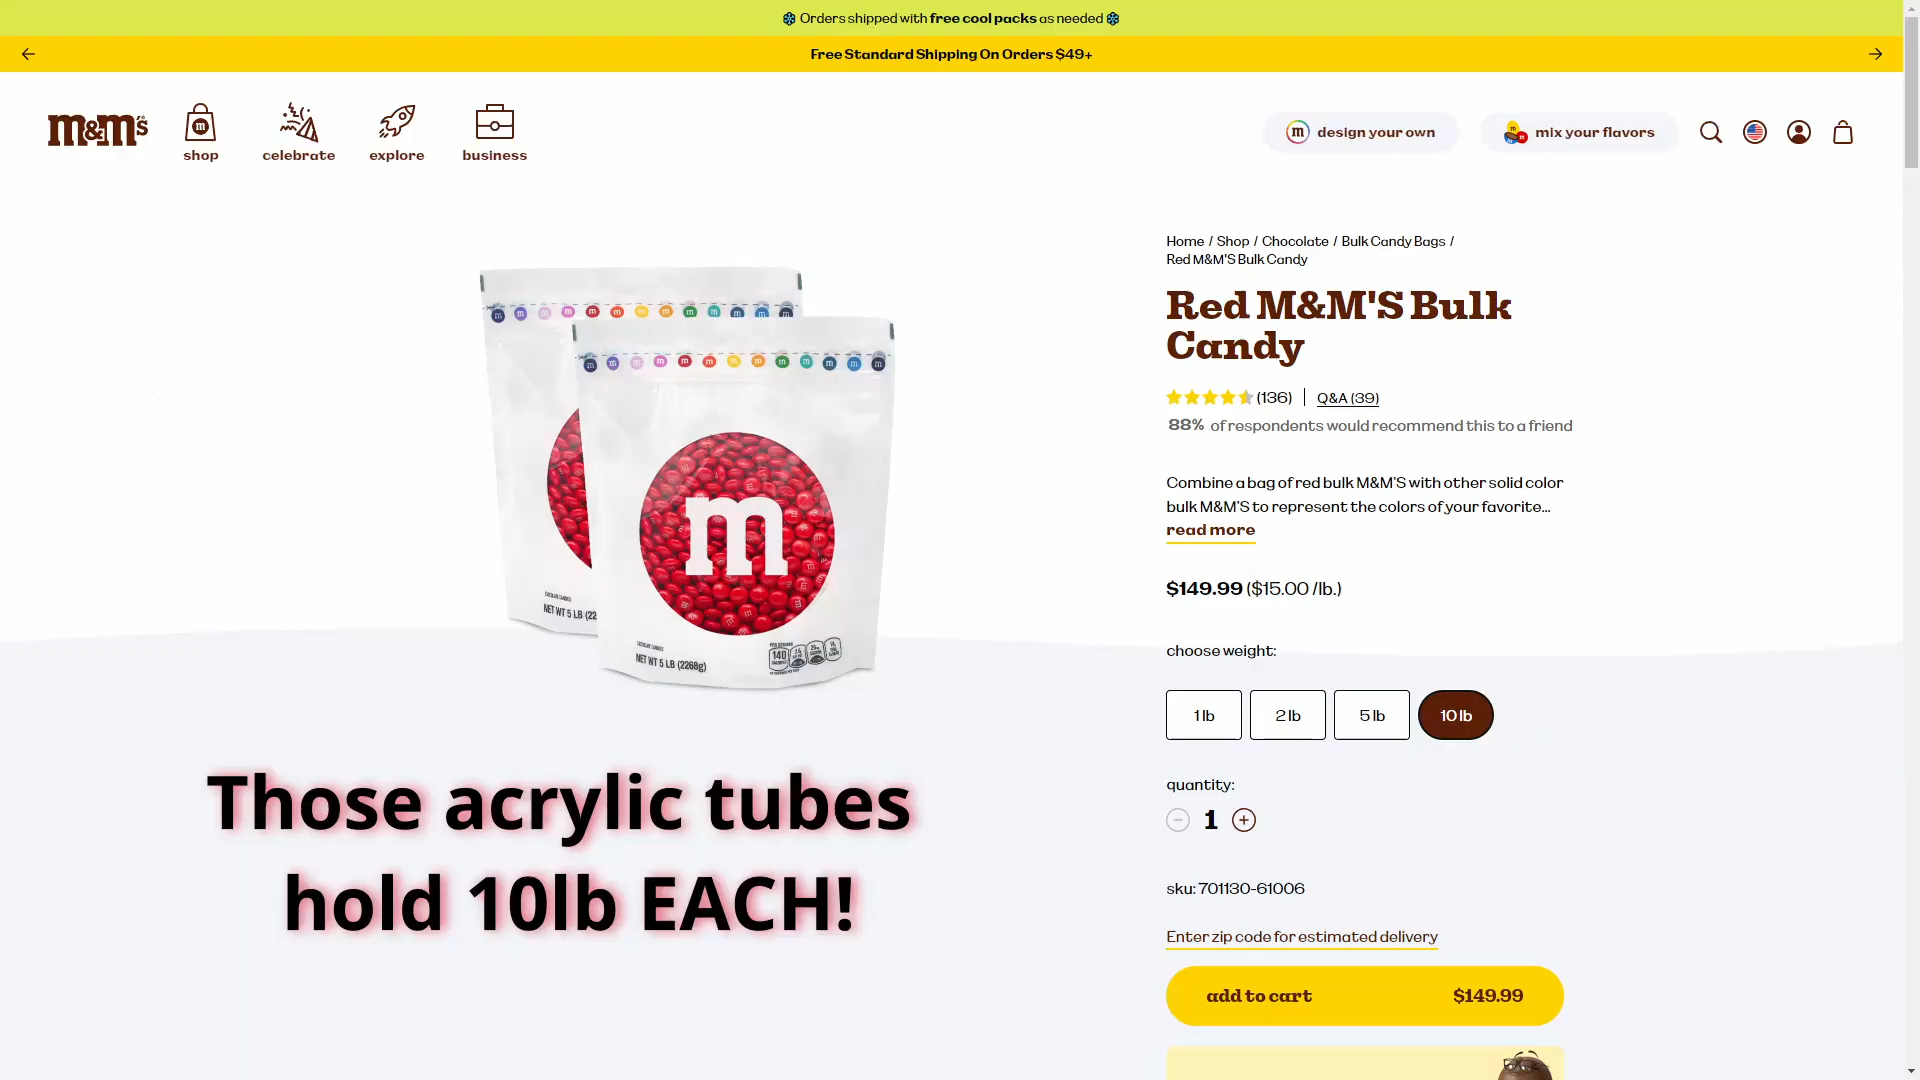 Orders shipped with free cool packs as needed
Free Standard Shipping On Orders $49+
m&m's
shop
celebrate
explore
business
design your own
mix your flavors
Home / Shop / Chocolate / Bulk Candy Bags /
Red M&M'S Bulk Candy
Red M&M'S Bulk
Candy
(136)
Q&A (39)
88% of respondents would recommend this to a friend
Combine a bag of red bulk M&M'S with other solid color
bulk M&M'S to represent the colors of your favorite...
read more
$149.99 ($15.00 /lb.)
choose weight:
1 lb
2 lb
5 lb
10 lb
quantity:
1
sku: 701130-61006
Enter zip code for estimated delivery
add to cart
$149.99
m
NET WT 5 LB (22
NET WT 5 LB (2268g)
140
Those acrylic tubes
hold 10lb EACH!